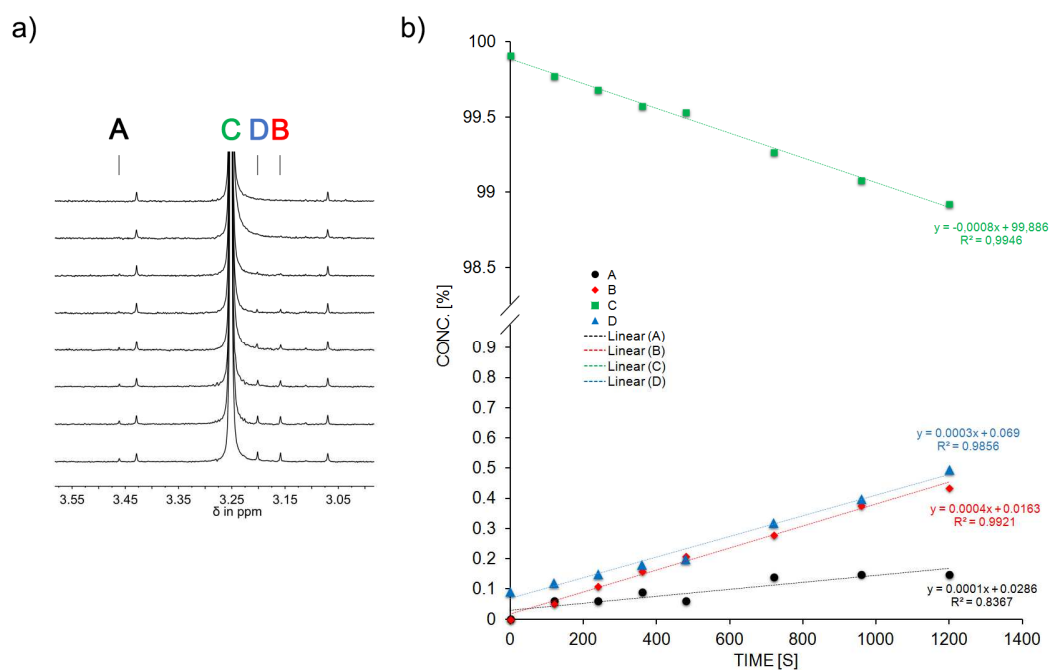 a)
A C D B
3.55 3.45 3.35 3.25 3.15 3.05
δ in ppm
b)
100
99.5
99
98.5
0.9
0.8
0.7
0.6
0.5
0.4
0.3
0.2
0.1
0
CONC. [%]
y = -0,0008x + 99,886
R² = 0,9946
A
B
C
D
Linear (A)
Linear (B)
Linear (C)
Linear (D)
y = 0.0003x + 0.069
R² = 0.9856
y = 0.0004x + 0.0163
R² = 0.9921
y = 0.0001x + 0.0286
R² = 0.8367
0 200 400 600 800 1000 1200 1400
TIME [S]